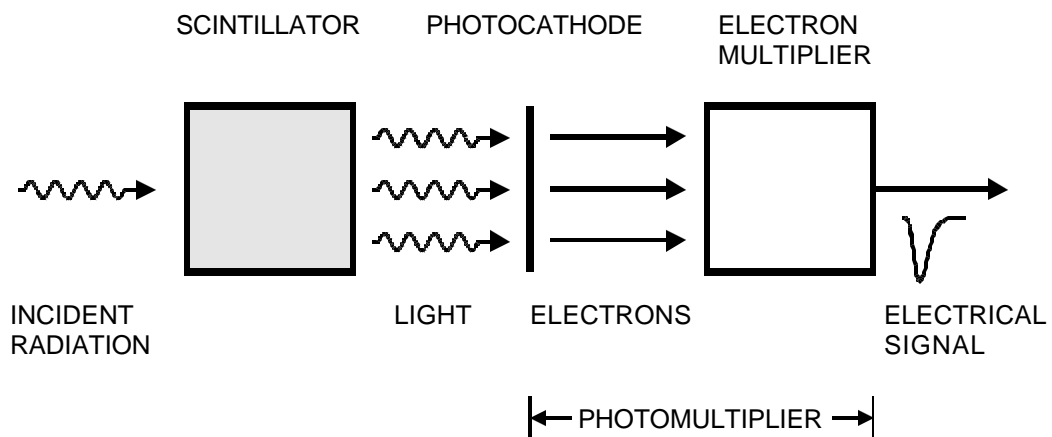 SCINTILLATOR
PHOTOCATHODE
ELECTRON
MULTIPLIER
INCIDENT
RADIATION
LIGHT
ELECTRONS
ELECTRICAL
SIGNAL
PHOTOMULTIPLIER